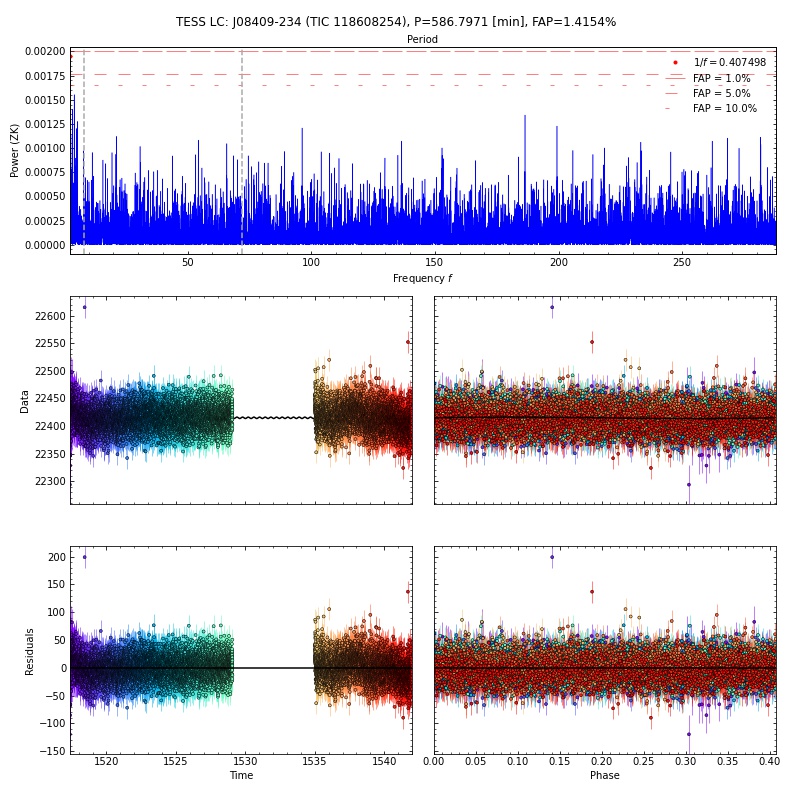 TESS LC: J08409-234 (TIC 118608254), P=586.7971 [min], FAP=1.4154%
Period
0.00200
0.00175
0.00150
0.00125
0.00100
0.00075
0.00050
0.00025
0.00000
Power (ZK)
1/f = 0.407498
FAP = 1.0%
FAP = 5.0%
FAP = 10.0%
50 100 150 200 250
Frequency f
22600
22550
22500
22450
22400
22350
22300
Data
200
150
100
50
0
−50
−100
−150
Residuals
1520 1525 1530 1535 1540
Time
0.00 0.05 0.10 0.15 0.20 0.25 0.30 0.35 0.40
Phase